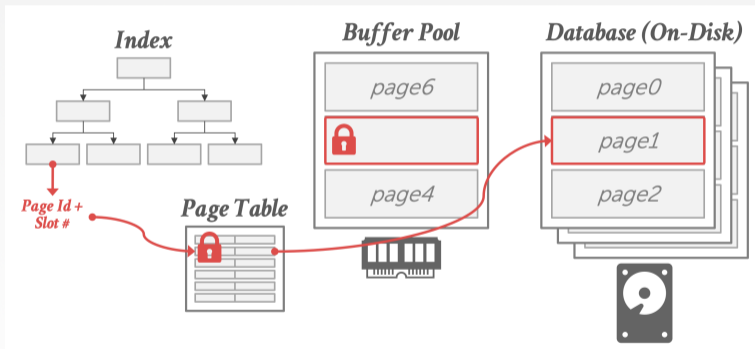 Index
Buffer Pool
Database (On-Disk)
page6
page4
page0
page1
page2
Page Id +
Slot #
Page Table